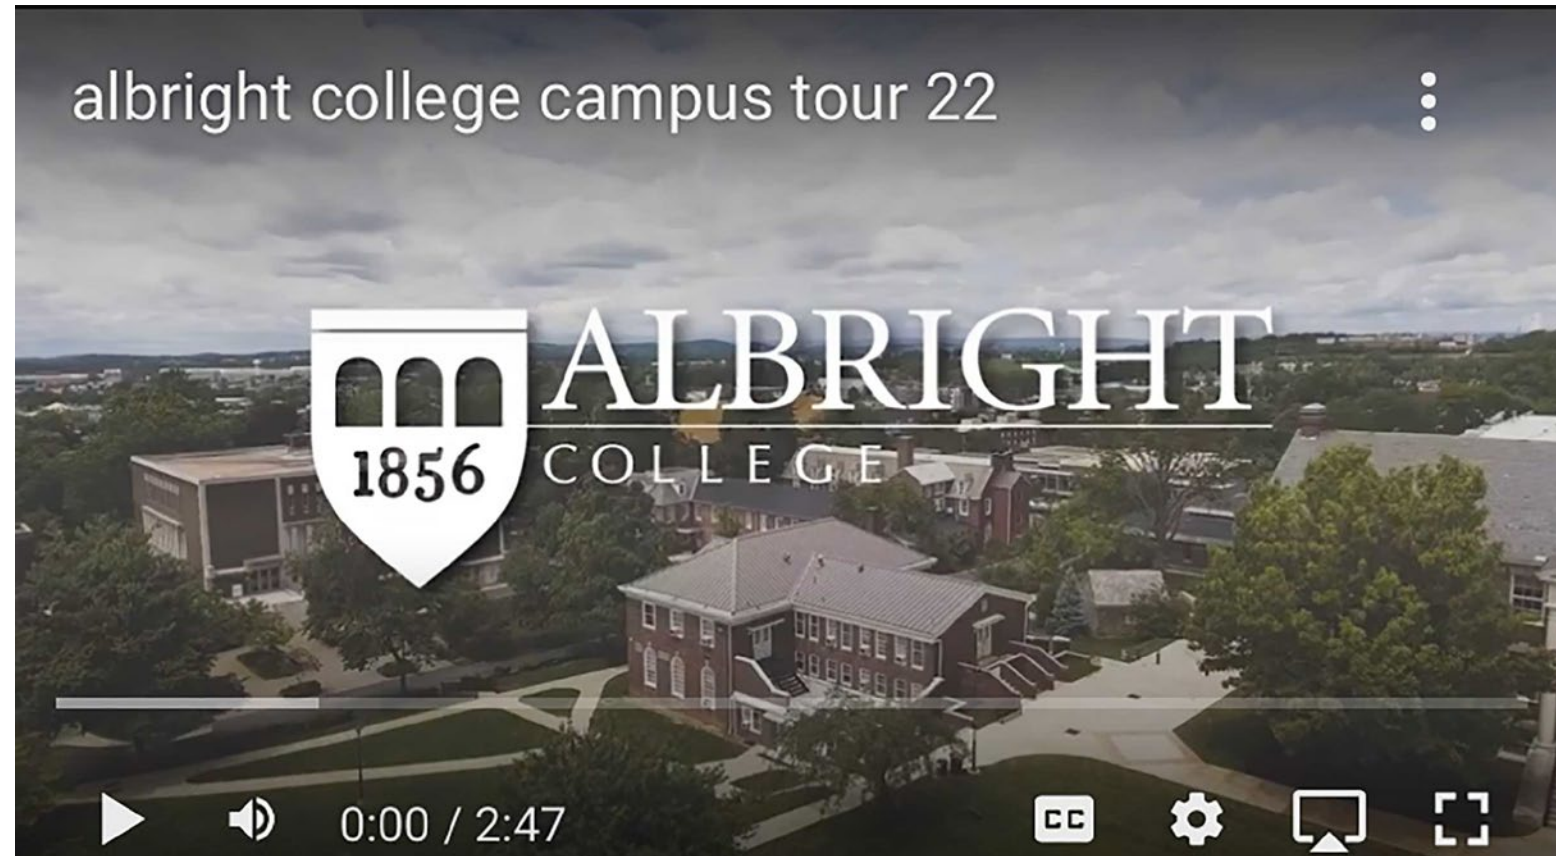 albright college campus tour 22
ALBRIGHT
COLLEGE
1856
0:00 / 2:47
CC